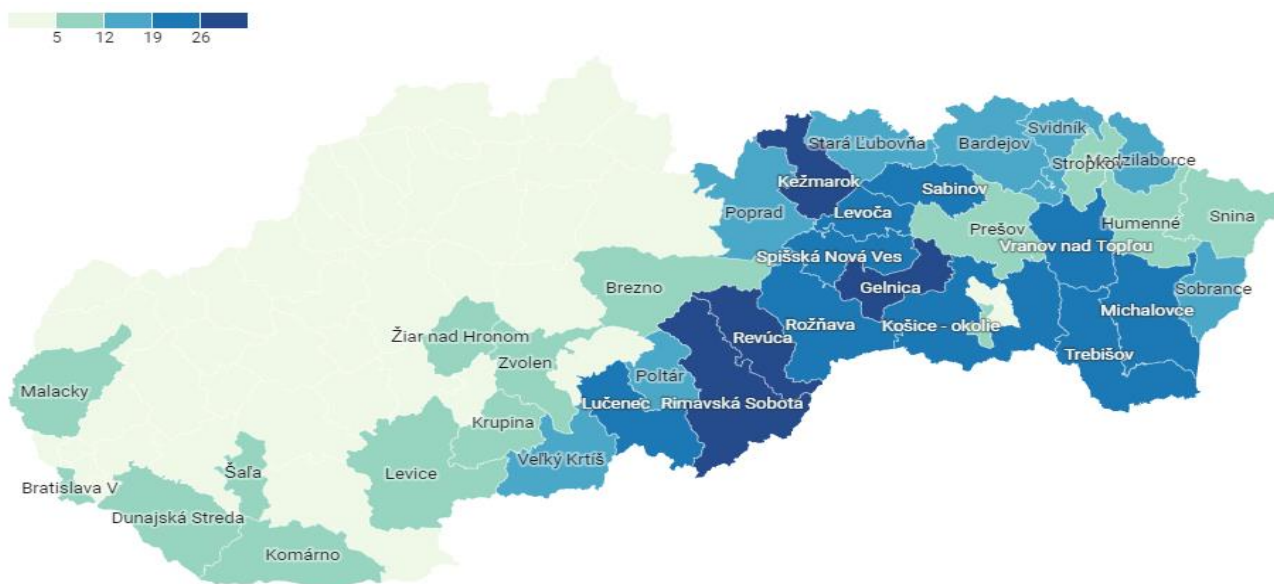 5 12 19 26
Stará Ľubovňa
Bardejov
Svidník
Stropkov
Medzilaborce
Kežmarok
Sabinov
Poprad
Levoča
Prešov
Humenné
Snina
Vranov nad Topľou
Spišská Nová Ves
Gelnica
Brezno
Sobrance
Michalovce
Žiar nad Hronom
Rožňava
Košice - okolie
Revúca
Zvolen
Trebišov
Malacky
Poltár
Lučenec
Rimavská Sobota
Krupina
Veľký Krtíš
Levice
Šaľa
Bratislava V
Dunajská Streda
Komárno